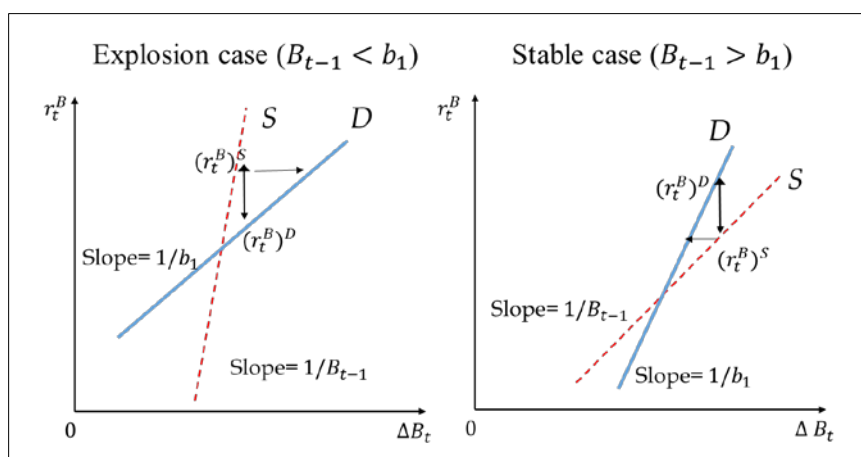 Explosion case (B_{t−1} < b_1)
r_t^B
S
D
(r_t^B)^S
(r_t^B)^D
Slope= 1/b_1
Slope= 1/B_{t−1}
0
Δ B_t
Stable case (B_{t−1} > b_1)
r_t^B
D
S
(r_t^B)^D
(r_t^B)^S
Slope= 1/B_{t−1}
Slope= 1/b_1
0
Δ B_t